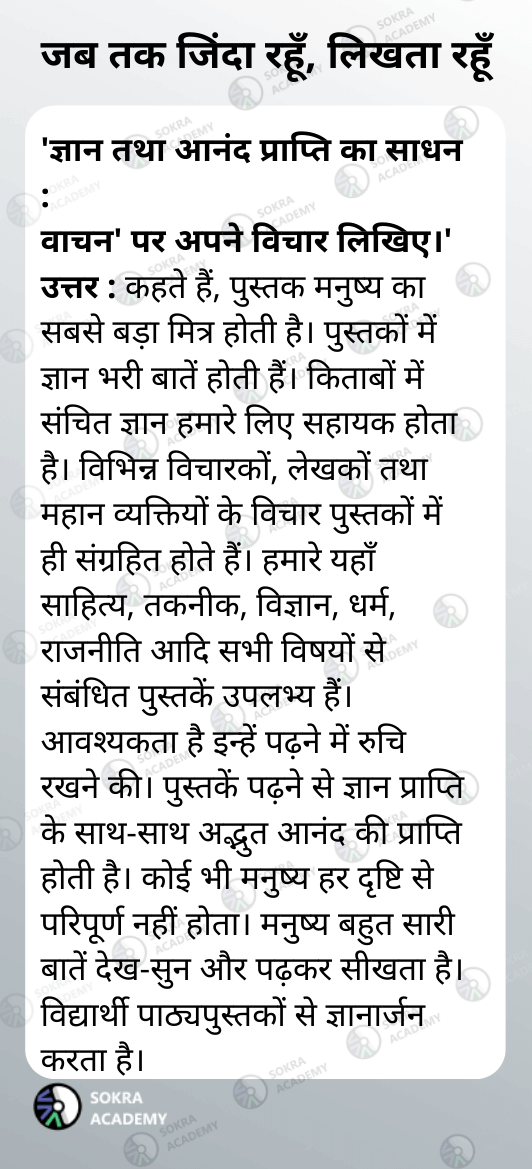 जब तक जिंदा रहूँ, लिखता रहूँ
'ज्ञान तथा आनंद प्राप्ति का साधन
:
वाचन' पर अपने विचार लिखिए।'
उत्तर : कहते हैं, पुस्तक मनुष्य का
सबसे बड़ा मित्र होती है। पुस्तकों में
ज्ञान भरी बातें होती हैं। किताबों में
संचित ज्ञान हमारे लिए सहायक होता
है। विभिन्न विचारकों, लेखकों तथा
महान व्यक्तियों के विचार पुस्तकों में
ही संग्रहित होते हैं। हमारे यहाँ
साहित्य, तकनीक, विज्ञान, धर्म,
राजनीति आदि सभी विषयों से
संबंधित पुस्तकें उपलभ्य हैं।
आवश्यकता है इन्हें पढ़ने में रुचि
रखने की। पुस्तकें पढ़ने से ज्ञान प्राप्ति
के साथ-साथ अद्भुत आनंद की प्राप्ति
होती है। कोई भी मनुष्य हर दृष्टि से
परिपूर्ण नहीं होता। मनुष्य बहुत सारी
बातें देख-सुन और पढ़कर सीखता है।
विद्यार्थी पाठ्यपुस्तकों से ज्ञानार्जन
करता है।
SOKRA
ACADEMY